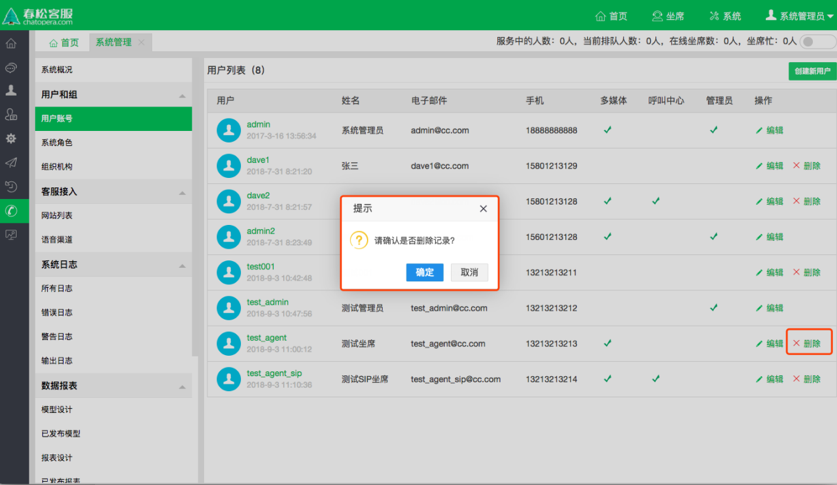 春松客服
chatopera.com
首页 坐席 系统 系统管理员
首页 系统管理
服务中的人数：0人，当前排队人数：0人，在线坐席数：0人，坐席忙：0人
系统概况
用户和组
用户账号
系统角色
组织机构
客服接入
网站列表
语音渠道
系统日志
所有日志
错误日志
警告日志
输出日志
数据报表
模型设计
已发布模型
报表设计
已发布报表
用户列表（8）
创建新用户
用户 姓名 电子邮件 手机 多媒体 呼叫中心 管理员 操作
admin
2017-3-16 13:56:34
系统管理员 admin@cc.com 18888888888 编辑
dave1
2018-7-31 8:21:20
张三 dave1@cc.com 15801213129 编辑 删除
dave2
2018-7-31 8:21:57
15801213128 编辑 删除
admin2
2018-7-31 8:23:49
15601213128 编辑
test001
2018-9-3 10:42:48
13213213211 编辑 删除
test_admin
2018-9-3 10:47:56
测试管理员 test_admin@cc.com 13213213212 编辑
test_agent
2018-9-3 11:00:12
测试坐席 test_agent@cc.com 13213213213 编辑 删除
test_agent_sip
2018-9-3 11:10:36
测试SIP坐席 test_agent_sip@cc.com 13213213214 编辑 删除
提示
请确认是否删除记录?
确定 取消